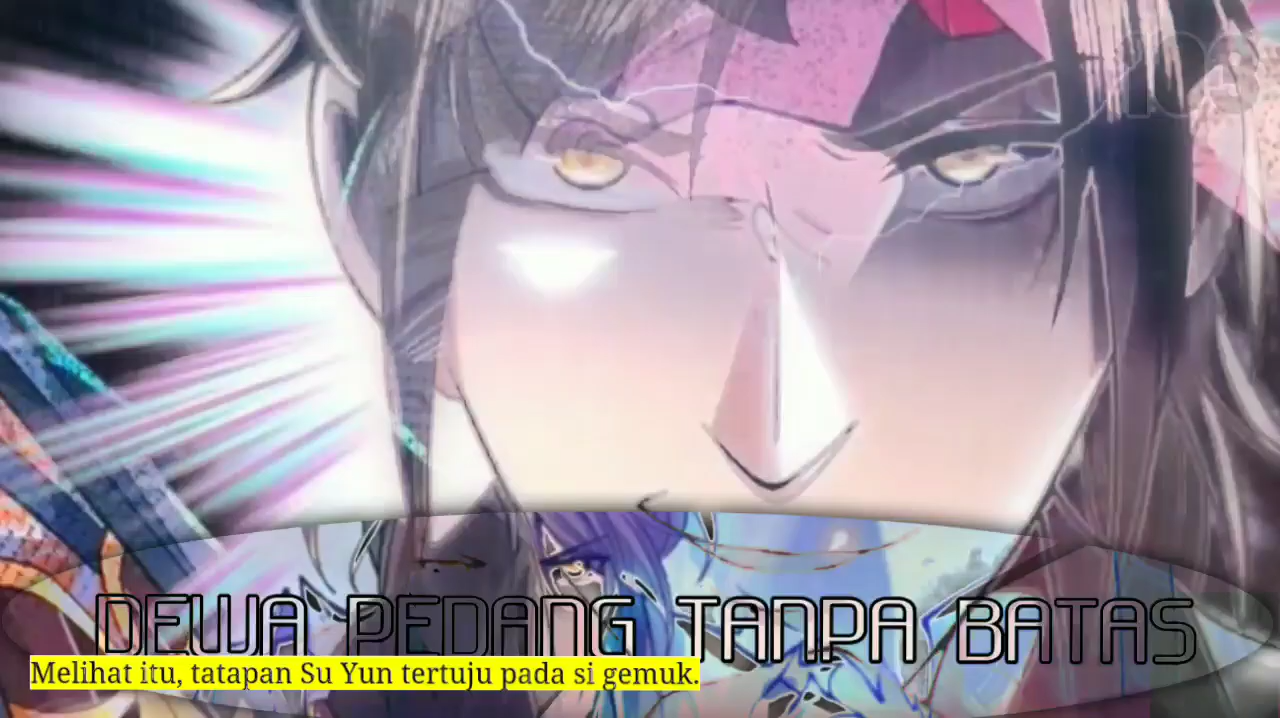 DEWA PEDANG TANPA BATAS
Melihat itu, tatapan Su Yun tertuju pada si gemuk.